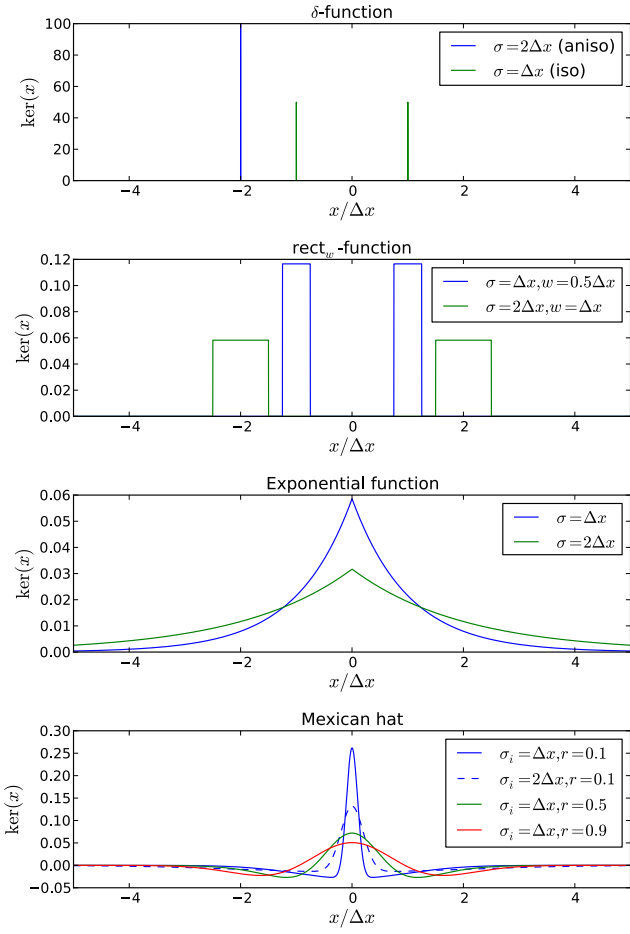 δ-function
100
80
60
40
20
0
ker(x)
σ=2Δx (aniso)
σ=Δx (iso)
−4 −2 0 2 4
x/Δx
rect_w-function
0.12
0.10
0.08
0.06
0.04
0.02
0.00
ker(x)
σ=Δx,w=0.5Δx
σ=2Δx,w=Δx
−4 −2 0 2 4
x/Δx
Exponential function
0.06
0.05
0.04
0.03
0.02
0.01
0.00
ker(x)
σ=Δx
σ=2Δx
−4 −2 0 2 4
x/Δx
Mexican hat
0.30
0.25
0.20
0.15
0.10
0.05
0.00
−0.05
ker(x)
σ_i=Δx,r=0.1
σ_i=2Δx,r=0.1
σ_i=Δx,r=0.5
σ_i=Δx,r=0.9
−4 −2 0 2 4
x/Δx